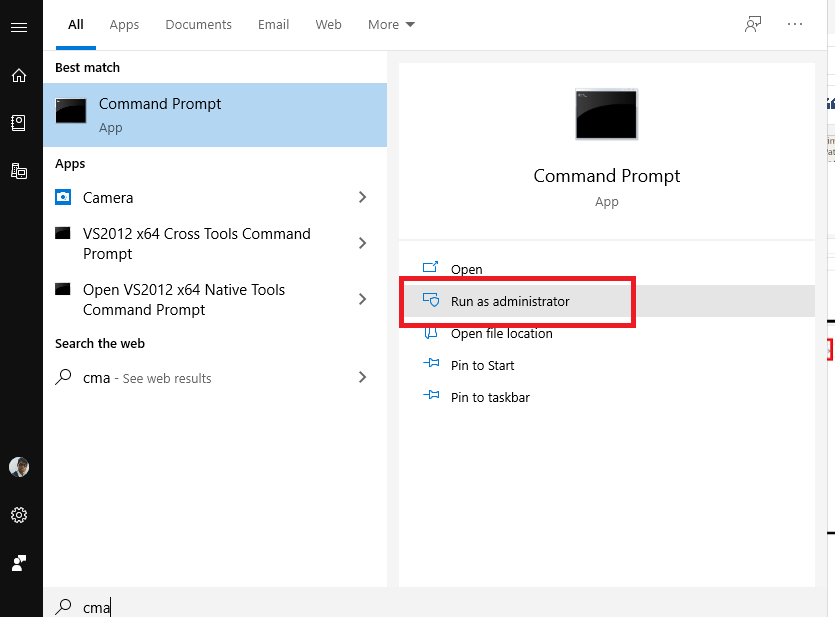 All Apps Documents Email Web More
Best match
Command Prompt
App
Apps
Camera
VS2012 x64 Cross Tools Command
Prompt
Open VS2012 x64 Native Tools
Command Prompt
Search the web
cma - See web results
Command Prompt
App
Open
Run as administrator
Open file location
Pin to Start
Pin to taskbar
cma